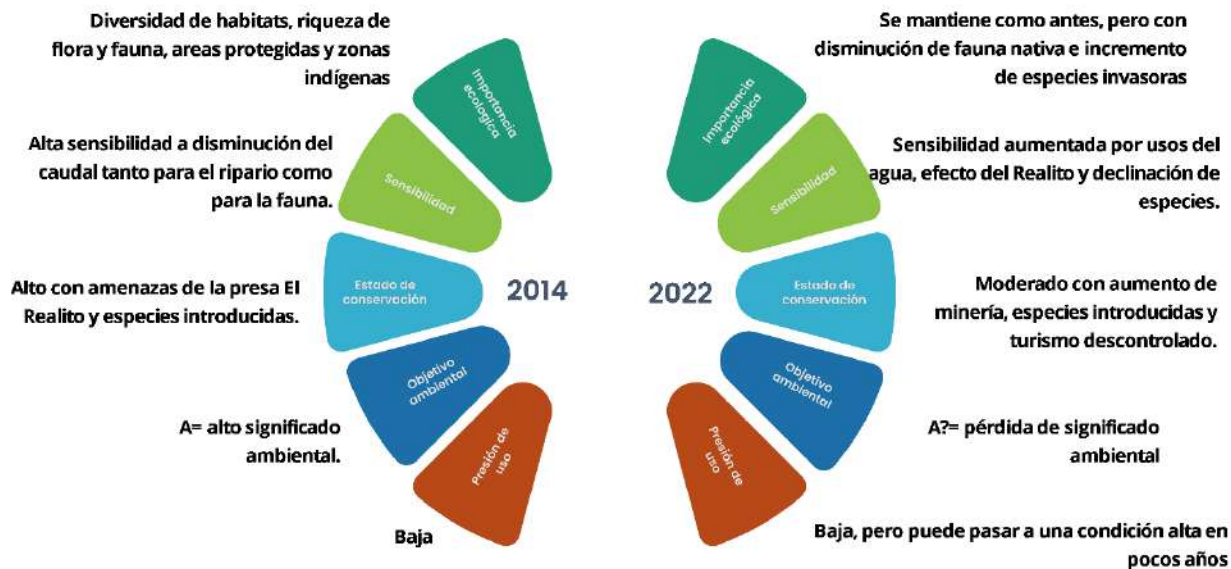 Diversidad de habitats, riqueza de
flora y fauna, areas protegidas y zonas
indígenas
Importancia
ecologica
Alta sensibilidad a disminución del
caudal tanto para el ripario como
para la fauna.
Sensibilidad
Alto con amenazas de la presa El
Realito y especies introducidas.
Estado de
conservación
2014
A= alto significado
ambiental.
Objetivo
ambiental
Baja
Presión de
uso
Se mantiene como antes, pero con
disminución de fauna nativa e incremento
de especies invasoras
Importancia
ecológica
Sensibilidad aumentada por usos del
agua, efecto del Realito y declinación de
especies.
Sensibilidad
2022
Estado de
conservación
Moderado con aumento de
minería, especies introducidas y
turismo descontrolado.
Objetivo
ambiental
A?= pérdida de significado
ambiental
Presión de
uso
Baja, pero puede pasar a una condición alta en
pocos años